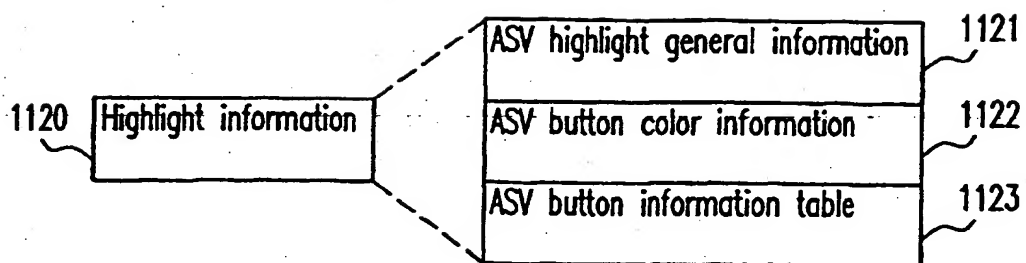 ASV highlight general information 1121
1120 Highlight information
ASV button color information 1122
ASV button information table 1123